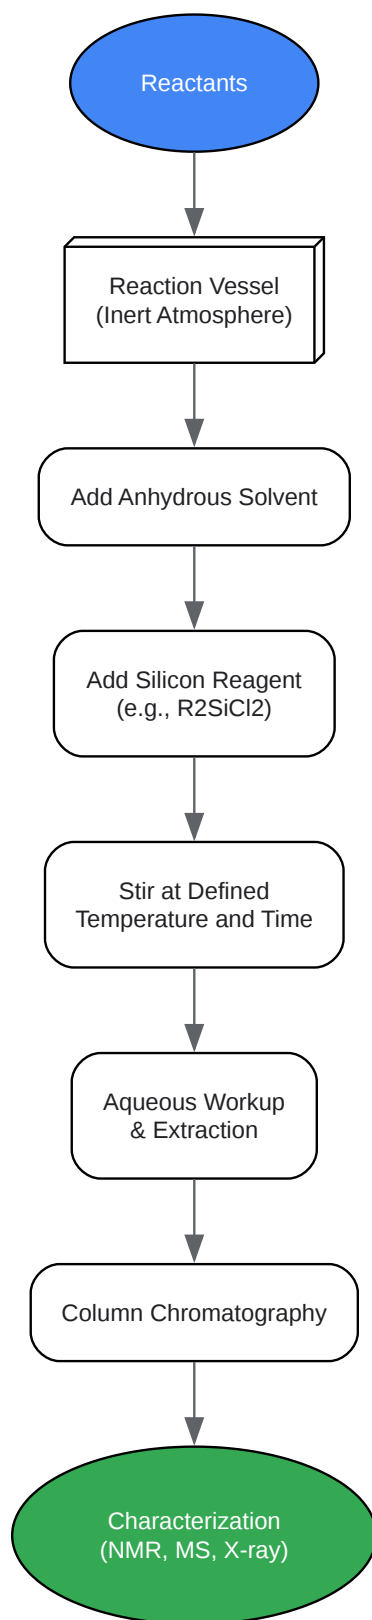 Reactants
Reaction Vessel
(Inert Atmosphere)
Add Anhydrous Solvent
Add Silicon Reagent
(e.g., R2SiCl2)
Stir at Defined
Temperature and Time
Aqueous Workup
& Extraction
Column Chromatography
Characterization
(NMR, MS, X-ray)